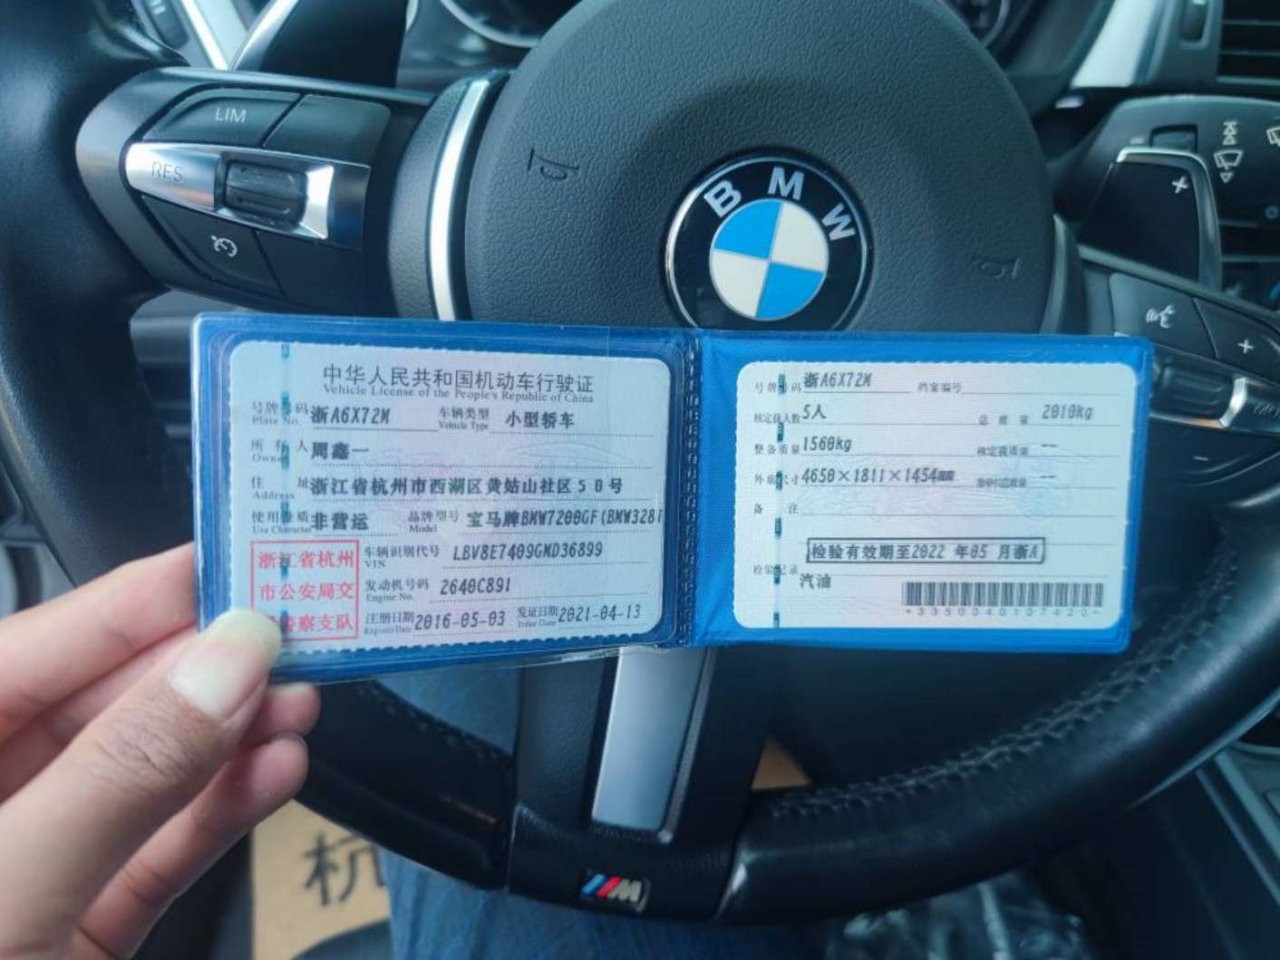 LIM
RES
BMW
中华人民共和国机动车行驶证
Vehicle License of the People's Republic of China
号牌号码 浙A6X72M 车辆类型 小型轿车
Plate No. Vehicle Type
所有人 周鑫一
Owner
住址 浙江省杭州市西湖区黄姑山社区50号
Address
使用性质 非营运 品牌型号 宝马牌BMW7200GF(BMW328I
Use Character Model
浙江省杭州
市公安局交
警察支队
车辆识别代号 LBV8E7409GMD36899
VIN
发动机号码 2640C891
Engine No.
注册日期 2016-05-03 发证日期 2021-04-13
Register Date Issue Date
号牌号码 浙A6X72M 档案编号
核定载人数 5人 总质量 2010kg
整备质量 1560kg 核定载质量 --
外廓尺寸 4650×1811×1454 --
备注
检验有效期至2022年05月浙A
检验记录
汽油
*3350040107420*
M
杭